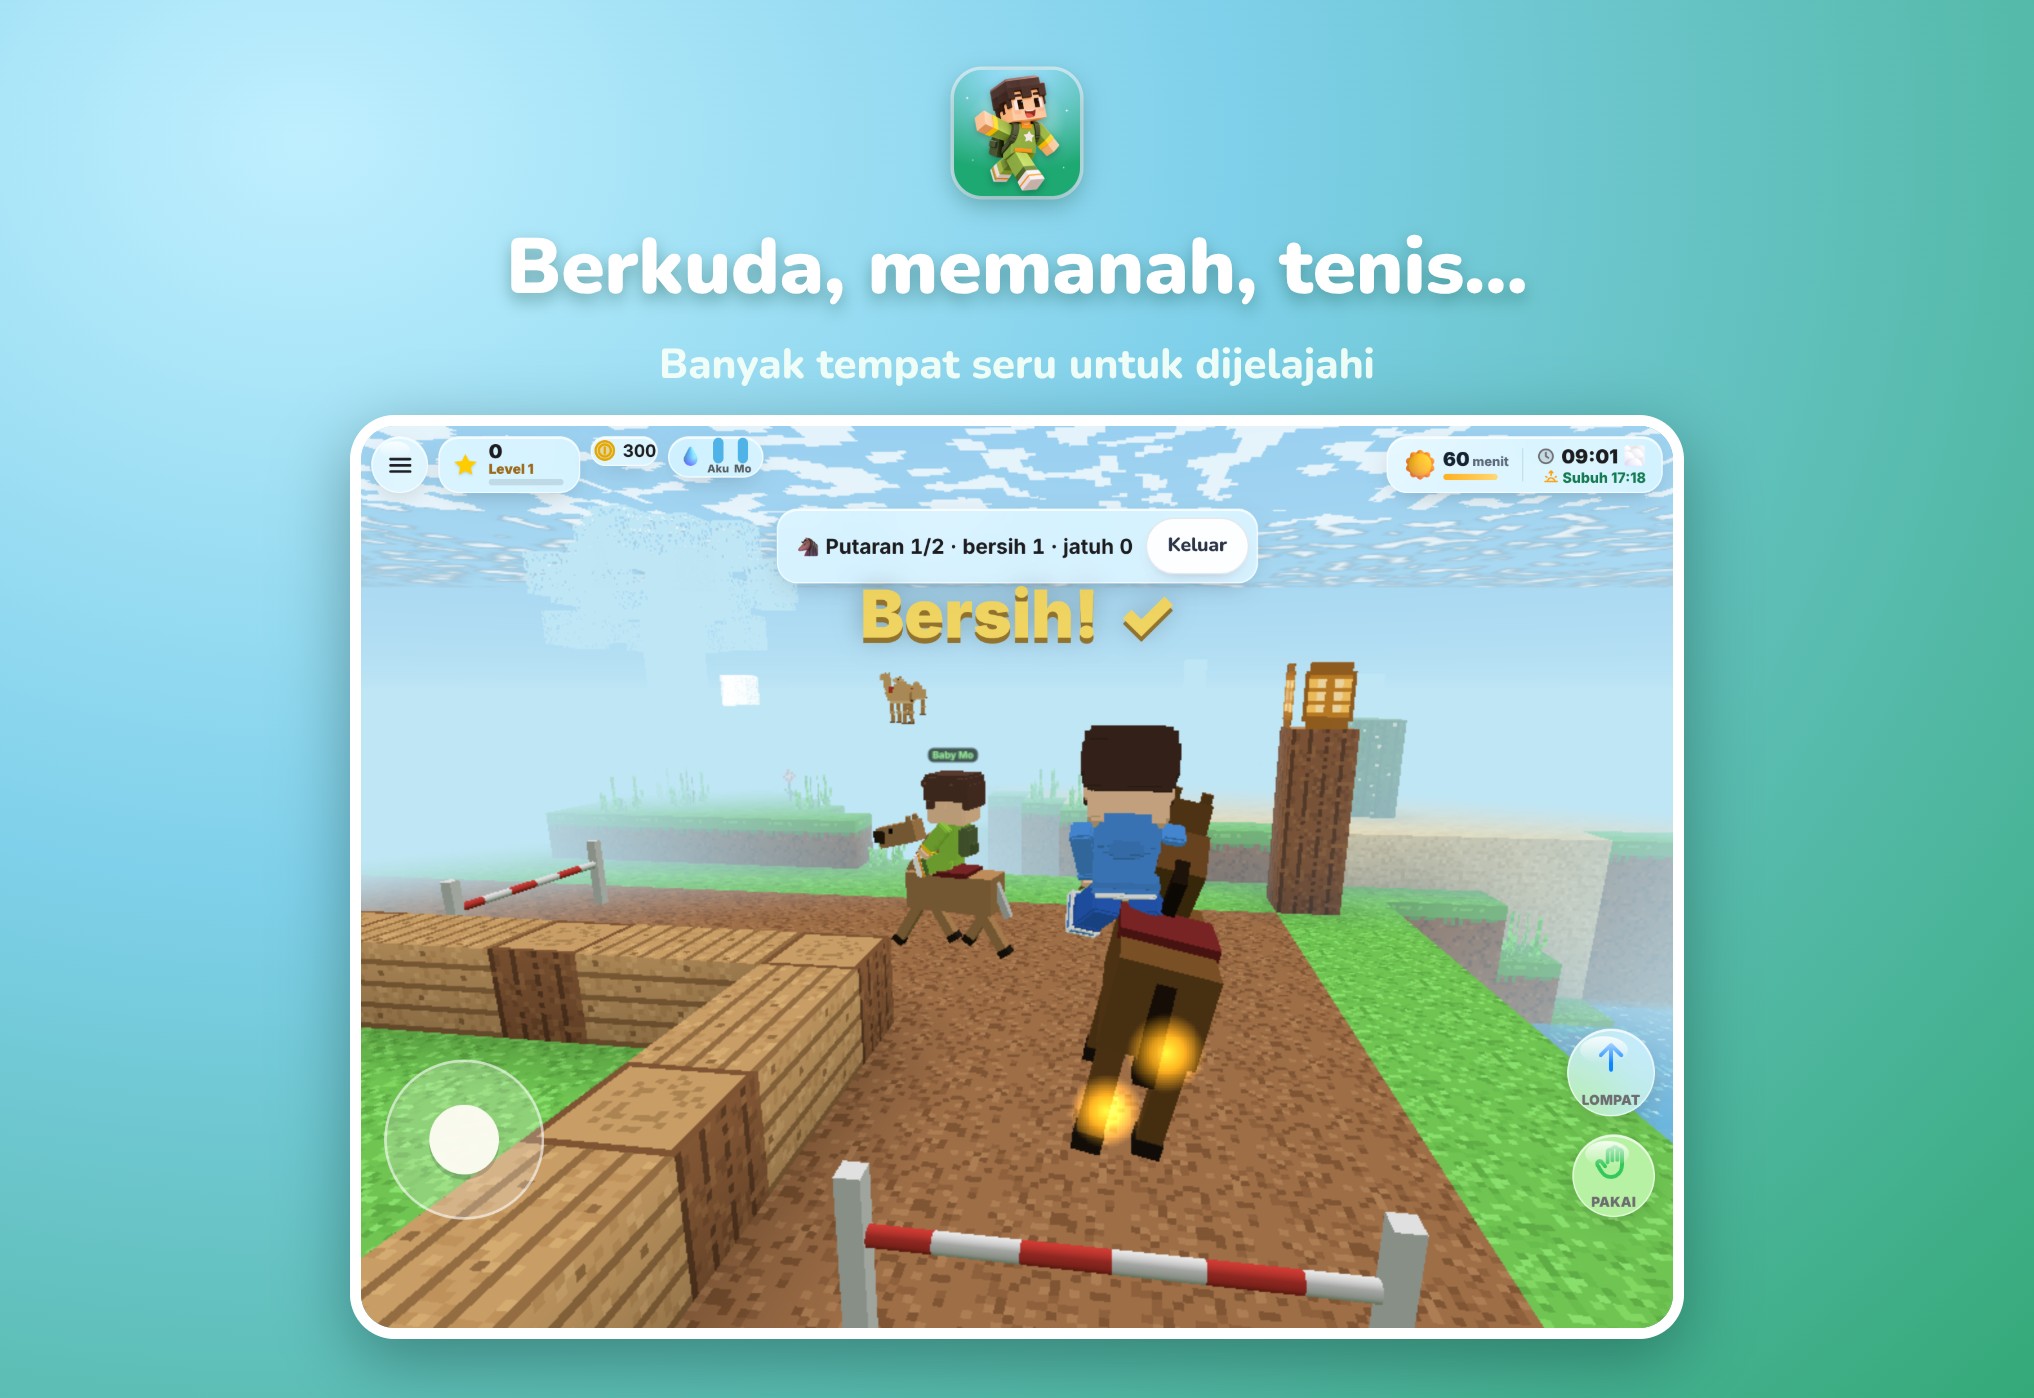 Berkuda, memanah, tenis...
Banyak tempat seru untuk dijelajahi
0
Level 1
300
Aku Mo
60 menit
09:01
Subuh 17:18
Putaran 1/2 · bersih 1 · jatuh 0
Keluar
Bersih!
Baby Mo
LOMPAT
PAKAI